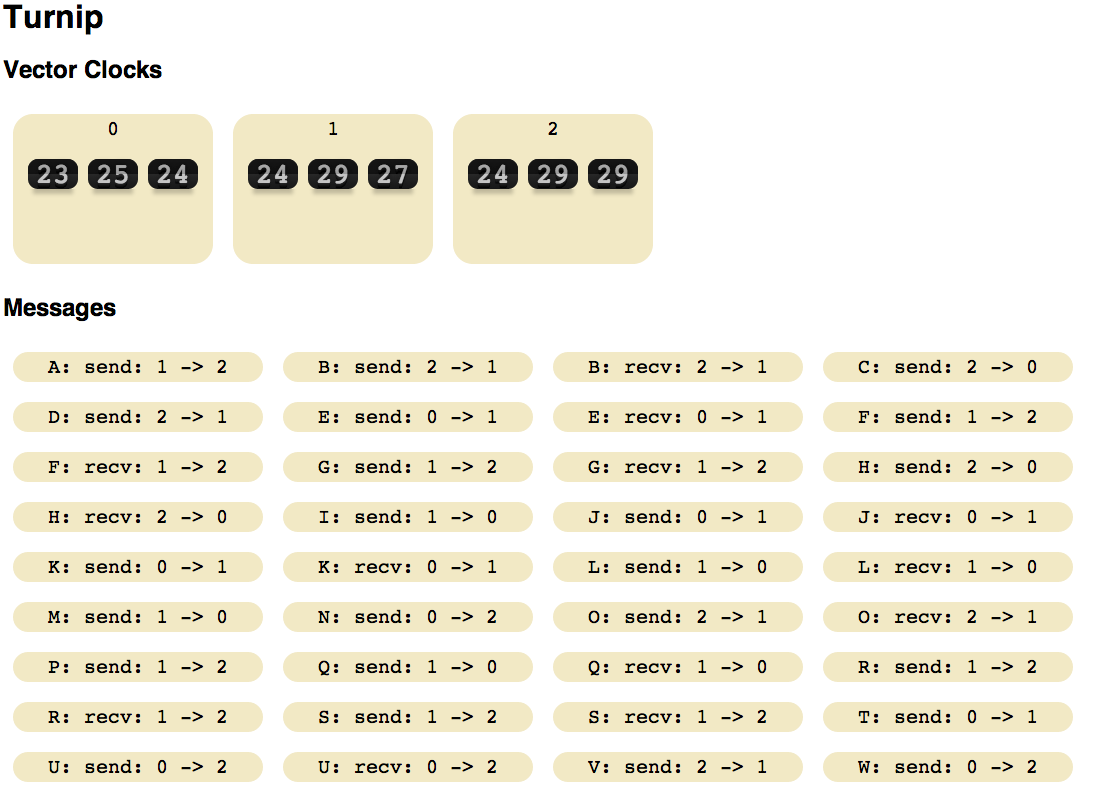 Turnip
Vector Clocks
0 1 2
23 25 24 24 29 27 24 29 29
Messages
A: send: 1 -> 2 B: send: 2 -> 1 B: recv: 2 -> 1 C: send: 2 -> 0
D: send: 2 -> 1 E: send: 0 -> 1 E: recv: 0 -> 1 F: send: 1 -> 2
F: recv: 1 -> 2 G: send: 1 -> 2 G: recv: 1 -> 2 H: send: 2 -> 0
H: recv: 2 -> 0 I: send: 1 -> 0 J: send: 0 -> 1 J: recv: 0 -> 1
K: send: 0 -> 1 K: recv: 0 -> 1 L: send: 1 -> 0 L: recv: 1 -> 0
M: send: 1 -> 0 N: send: 0 -> 2 O: send: 2 -> 1 O: recv: 2 -> 1
P: send: 1 -> 2 Q: send: 1 -> 0 Q: recv: 1 -> 0 R: send: 1 -> 2
R: recv: 1 -> 2 S: send: 1 -> 2 S: recv: 1 -> 2 T: send: 0 -> 1
U: send: 0 -> 2 U: recv: 0 -> 2 V: send: 2 -> 1 W: send: 0 -> 2